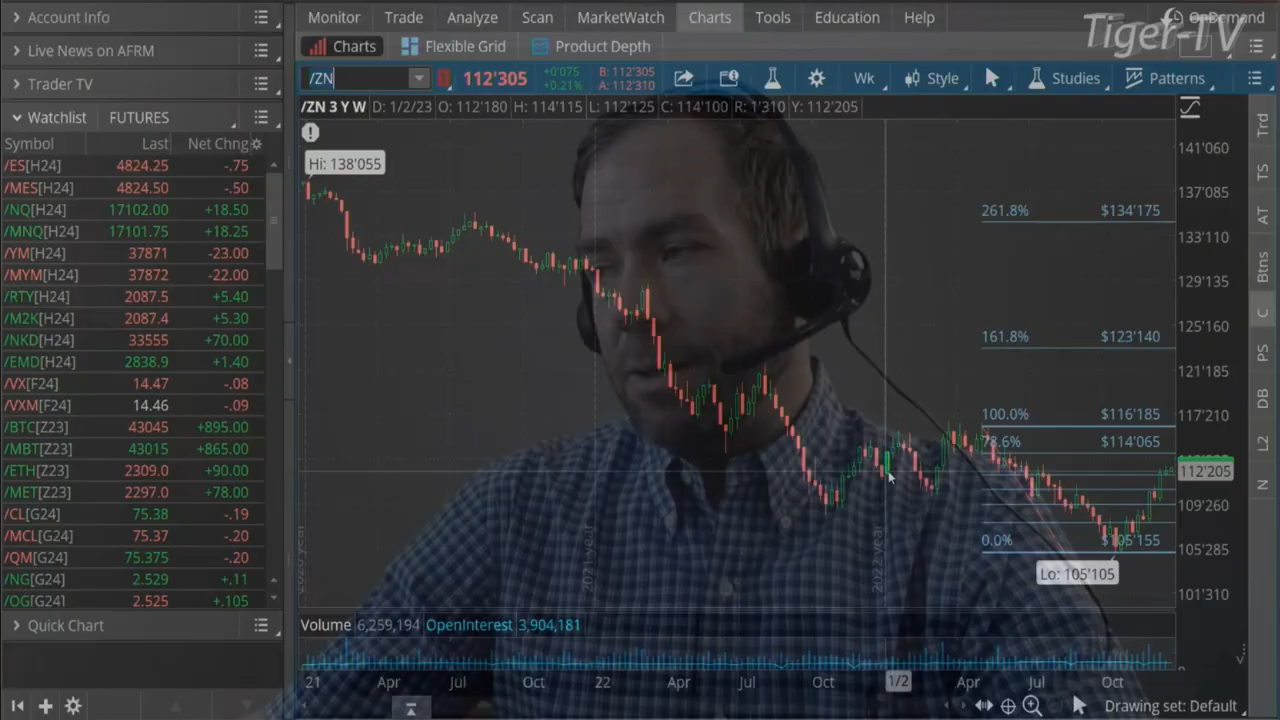 Account Info
Live News on AFRM
Trader TV
Watchlist FUTURES
Symbol Last Net Chng
/ES[H24] 4824.25 -.75
/MES[H24] 4824.50 -.50
/NQ[H24] 17102.00 +18.50
/MNQ[H24] 17101.75 +18.25
/YM[H24] 37871 -23.00
/MYM[H24] 37872 -22.00
/RTY[H24] 2087.5 +5.40
/M2K[H24] 2087.4 +5.30
/NKD[H24] 33555 +70.00
/EMD[H24] 2838.9 +1.40
/VX[F24] 14.47 -.08
/VXM[F24] 14.46 -.09
/BTC[Z23] 43045 +895.00
/MBT[Z23] 43015 +865.00
/ETH[Z23] 2309.0 +90.00
/MET[Z23] 2297.0 +78.00
/CL[G24] 75.38 -.19
/MCL[G24] 75.37 -.20
/QM[G24] 75.375 -.20
/NG[G24] 2.529 +.11
/QG[G24] 2.525 +.105
Quick Chart
Monitor Trade Analyze Scan MarketWatch Charts Tools Education Help
OnDemand
Tiger-TV
Charts Flexible Grid Product Depth
/ZN 112'305 +0'075 B: 112'305 Wk Style Studies Patterns
+0.21% A: 112'310
/ZN 3 Y W D: 1/2/23 O: 112'180 H: 114'115 L: 112'125 C: 114'100 R: 1'310 Y: 112'205
Hi: 138'055
141'060
137'085
133'110
129'135
125'160
121'185
117'210
112'205
109'260
105'285
101'310
261.8% $134'175
161.8% $123'140
100.0% $116'185
78.6% $114'065
0.0% $105'155
Lo: 105'105
2021 year
2022 year
Volume 6,259,194 OpenInterest 3,904,181
21 Apr Jul Oct 22 Apr Jul Oct 1/2 Apr Jul Oct
Drawing set: Default
Trd
TS
AT
Btns
C
PS
DB
L2
N